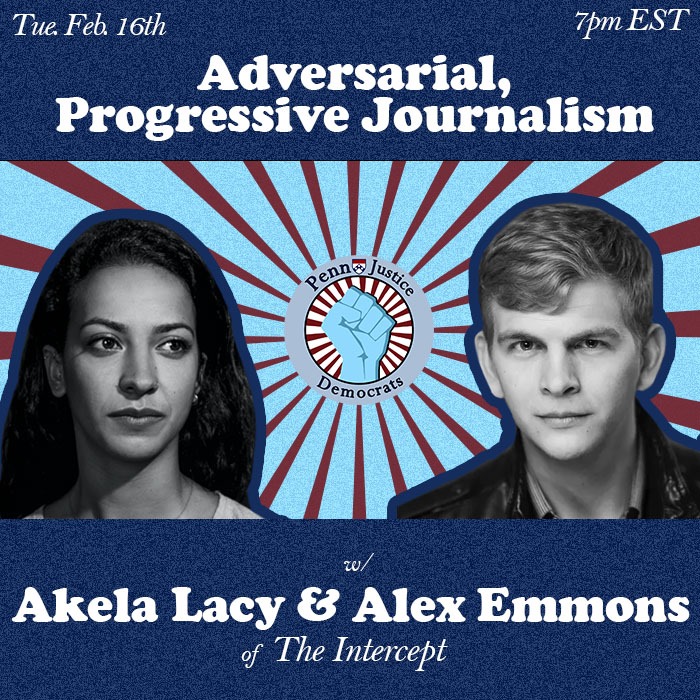 Tue. Feb. 16th
7pm EST
Adversarial,
Progressive Journalism
Penn Justice
Democrats
w/
Akela Lacy & Alex Emmons
of The Intercept